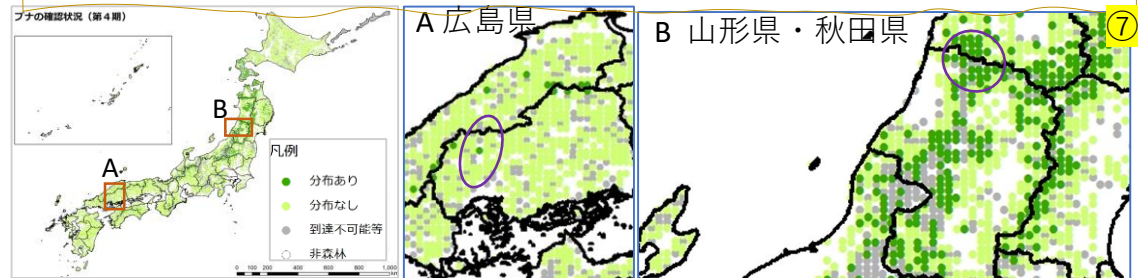 ブナの確認状況（第４期）
B
A
凡例
分布あり
分布なし
到達不可能等
非森林
0 200 400 600 800 1,000
km
A 広島県
B 山形県・秋田県
⑦